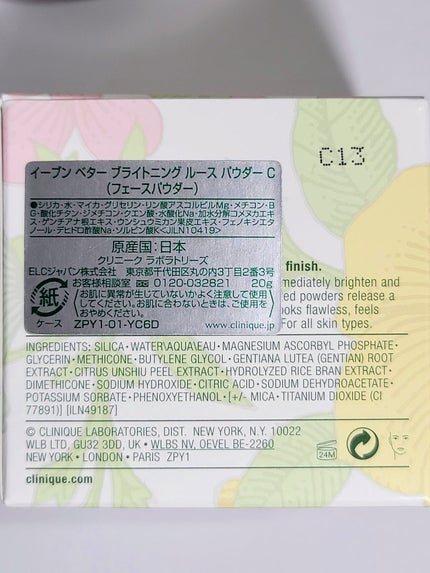 C13
イーブン ベター ブライトニング ルース パウダー C
(フェースパウダー)
●シリカ・水・マイカ・グリセリン・リン酸アスコルビルMg・メチコン・B
G・酸化チタン・ジメチコン・クエン酸・水酸化Na・加水分解コメヌカエキ
ス・ゲンチアナ根エキス・ウンシュウミカン果皮エキス・フェノキシエタ
ノール・デヒドロ酢酸Na・ソルビン酸K<JILN10419>
原産国:日本
クリニーク ラボラトリーズ
ELCジャパン株会社 東京都千代田区丸の内3丁目2番3号
お客様相談室 0120-032821 20g
お肌に異常が生じていないかよく注意して使用
してください。お肌に合わないときは、ご使用を
おやめください。
紙
ケース ZPY1-01-YC6D www.clinique.jp
finish.
mediately brighten and
ed powders release a
ooks flawless, feels
For all skin types.
INGREDIENTS: SILICA・WATER\AQUA\EAU・MAGNESIUM ASCORBYL PHOSPHATE・
GLYCERIN・METHICONE・BUTYLENE GLYCOL・GENTIANA LUTEA (GENTIAN) ROOT
EXTRACT・CITRUS UNSHIU PEEL EXTRACT・HYDROLYZED RICE BRAN EXTRACT・
DIMETHICONE・SODIUM HYDROXIDE・CITRIC ACID・SODIUM DEHYDROACETATE・
POTASSIUM SORBATE・PHENOXYETHANOL・[+/- MICA・TITANIUM DIOXIDE (CI
77891)] [ILN49187]
© CLINIQUE LABORATORIES, DIST. NEW YORK, N.Y. 10022
WLB LTD, GU32 3DD, UK • WLBS NV, OEVEL BE-2260
NEW YORK • LONDON • PARIS ZPY1
24M
clinique.com